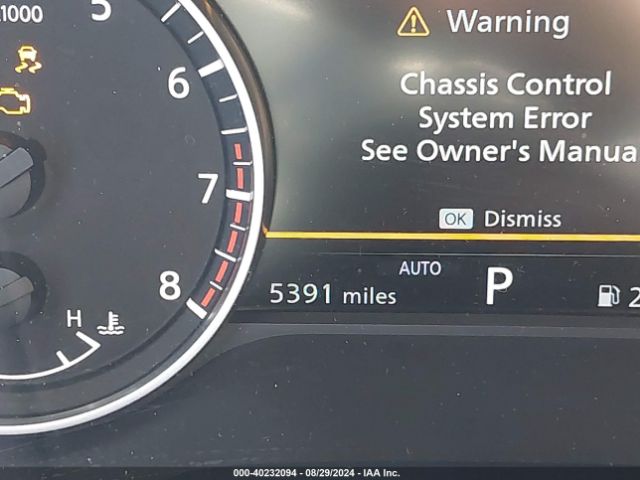 x1000
5
6
7
8
H
Warning
Chassis Control
System Error
See Owner's Manua
OK Dismiss
AUTO
5391 miles
P
2
000-40232094 - 08/29/2024 - IAA Inc.